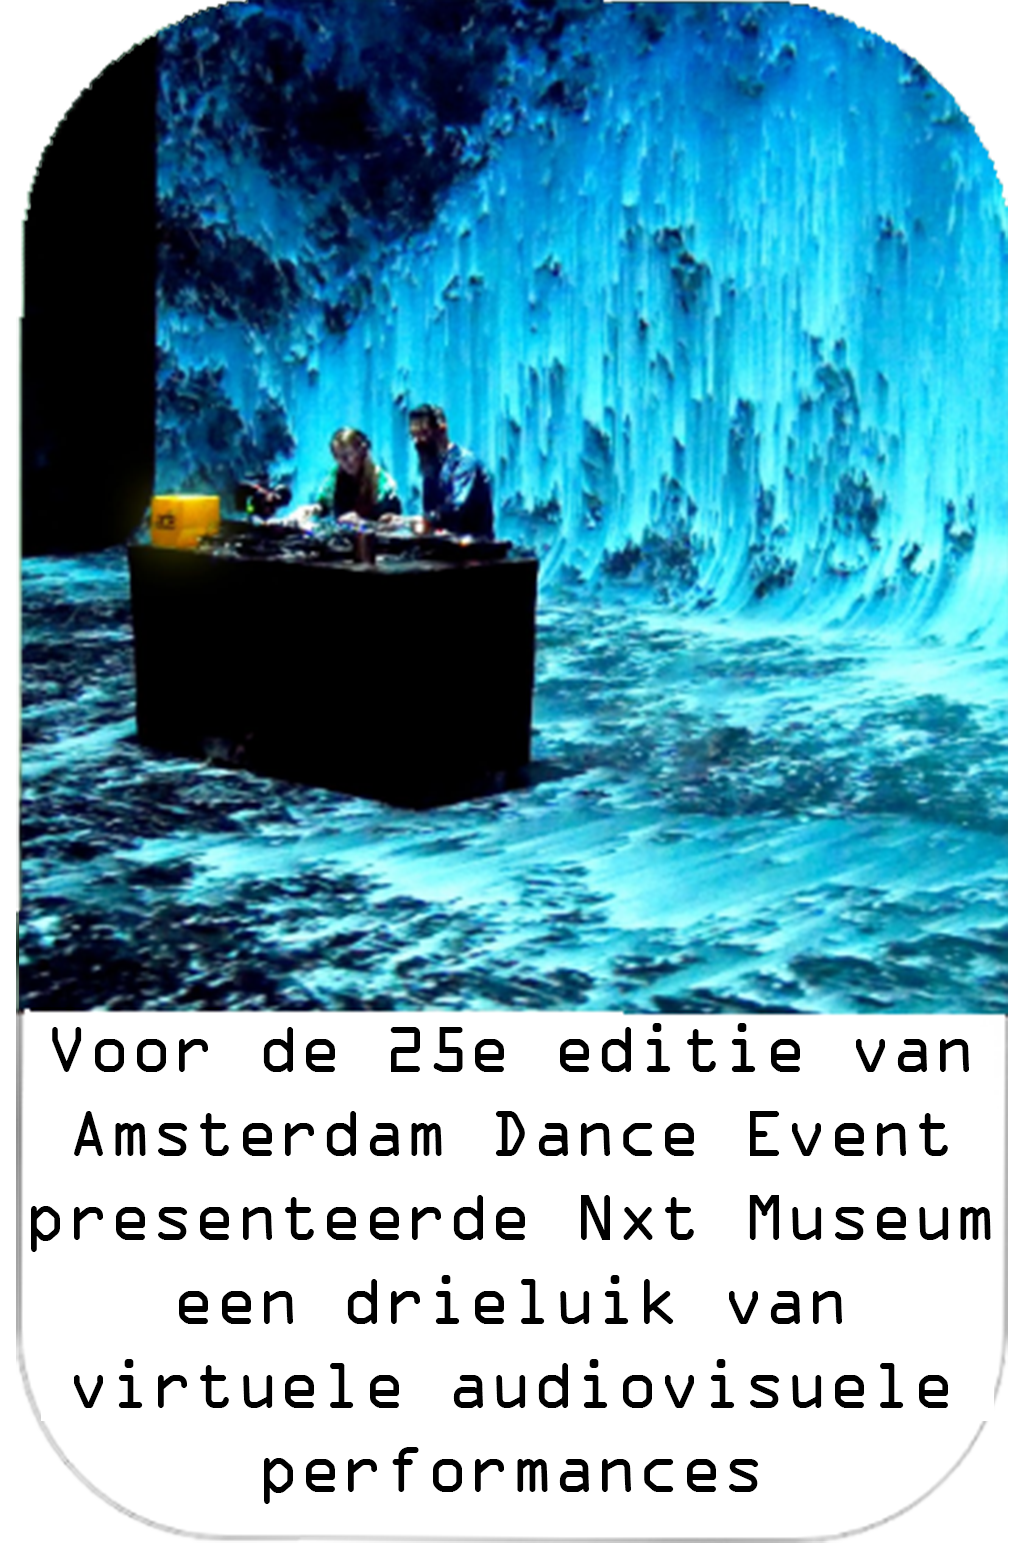 Voor de 25e editie van
Amsterdam Dance Event
presenteerde Nxt Museum
een drieluik van
virtuele audiovisuele
performances